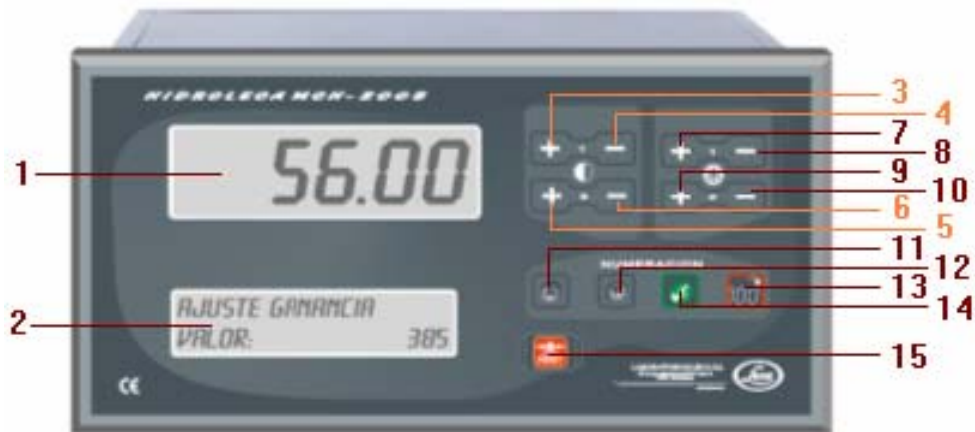 HIDROLEGA MCH-2002
1
56.00
2
AJUSTE GANANCIA
VALOR: 385
CE
+ - + -
+ - + -
NUMERACION
3
4
7
8
9
10
6
5
11
12
13
14
15